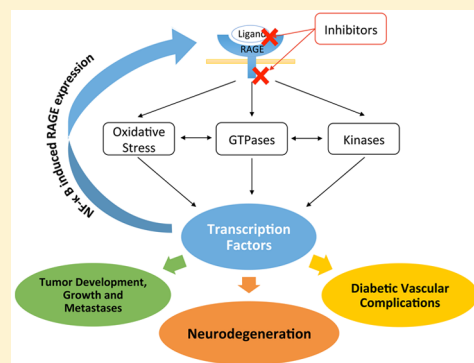 Ligand
RAGE
Inhibitors
NF-κ B induced RAGE expression
Oxidative
Stress
GTPases
Kinases
Transcription
Factors
Tumor Development,
Growth and
Metastases
Neurodegeneration
Diabetic Vascular
Complications